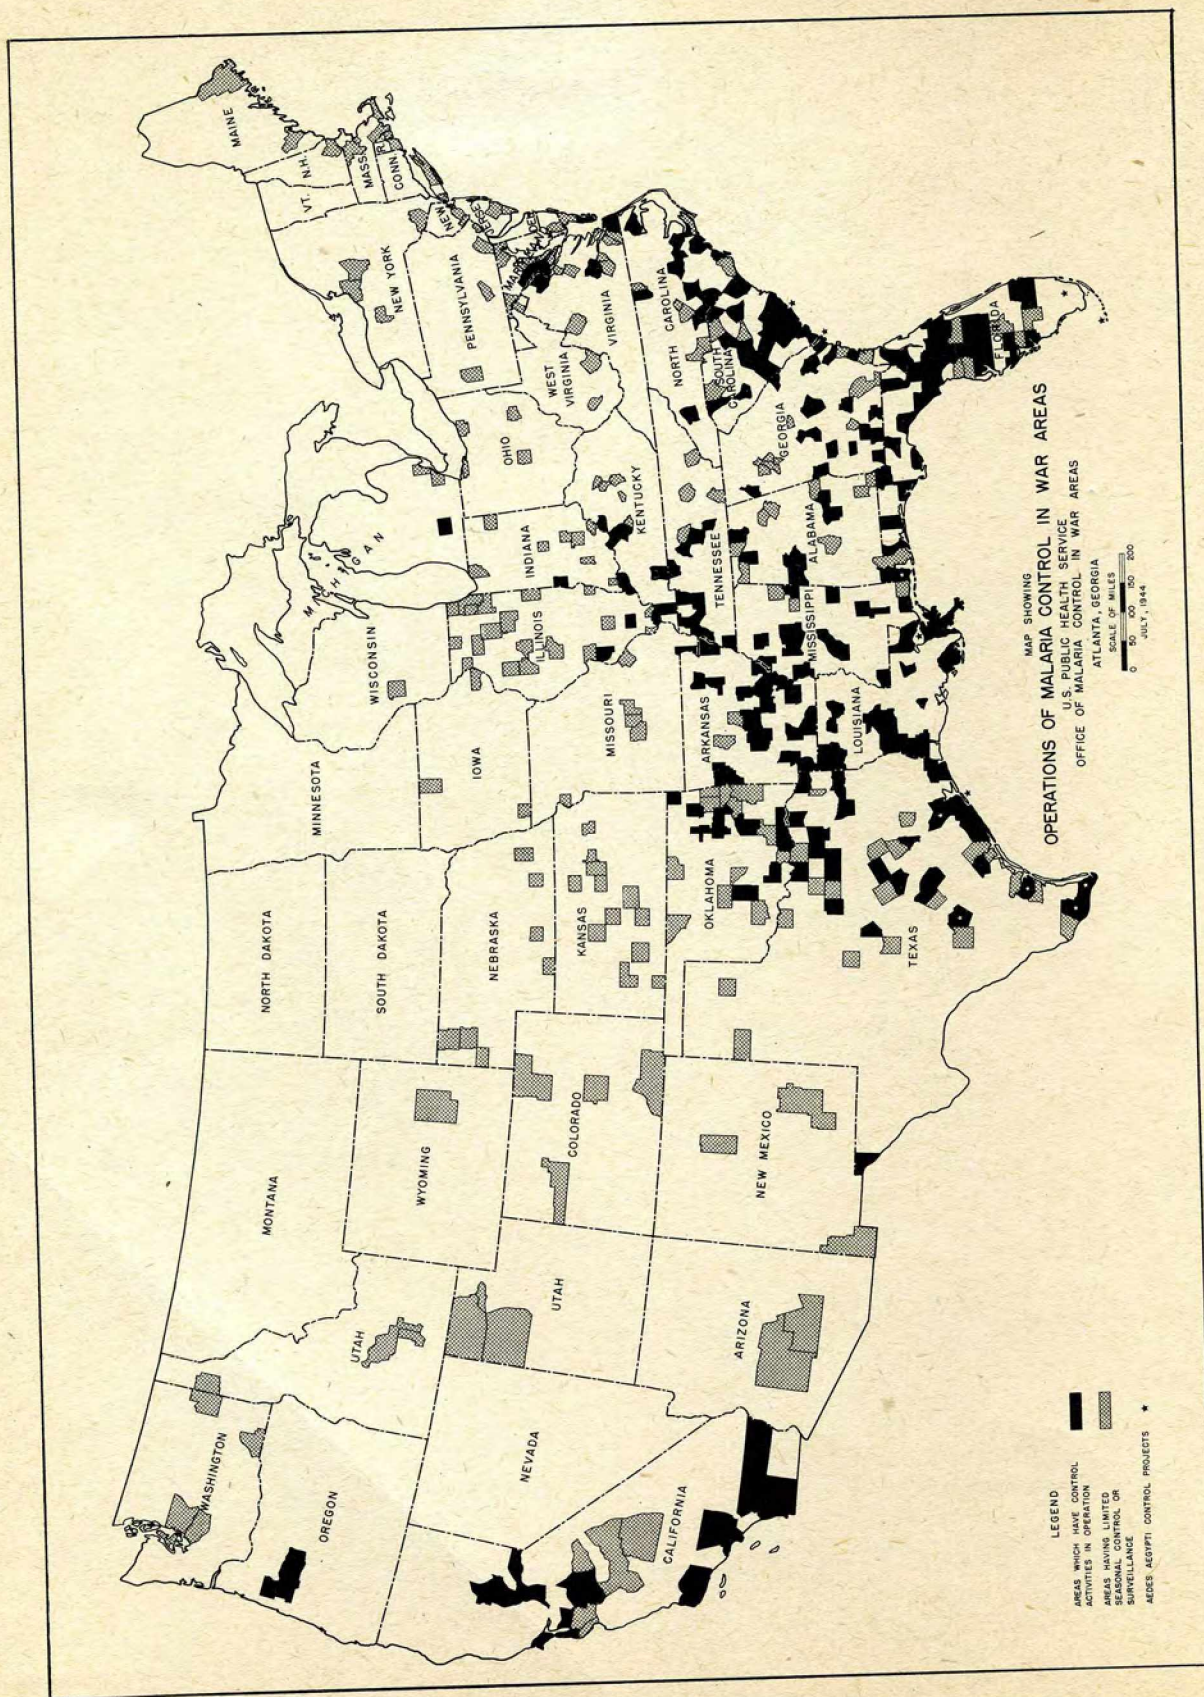 MAP SHOWING
OPERATIONS OF MALARIA CONTROL IN WAR AREAS
U.S. PUBLIC HEALTH SERVICE
OFFICE OF MALARIA CONTROL IN WAR AREAS
ATLANTA, GEORGIA
SCALE OF MILES
0 50 100 150 200
JULY, 1944
LEGEND
AREAS WHICH HAVE CONTROL
ACTIVITIES IN OPERATION
AREAS HAVING LIMITED
SEASONAL CONTROL OR
SURVEILLANCE
AEDES AEGYPTI CONTROL PROJECTS ★
WASHINGTON
OREGON
CALIFORNIA
NEVADA
UTAH
UTAH
ARIZONA
MONTANA
WYOMING
COLORADO
NEW MEXICO
NORTH DAKOTA
SOUTH DAKOTA
NEBRASKA
KANSAS
OKLAHOMA
TEXAS
MINNESOTA
IOWA
MISSOURI
ARKANSAS
LOUISIANA
WISCONSIN
ILLINOIS
MICHIGAN
INDIANA
OHIO
KENTUCKY
TENNESSEE
MISSISSIPPI
ALABAMA
GEORGIA
FLORIDA
SOUTH
CAROLINA
NORTH CAROLINA
VIRGINIA
WEST
VIRGINIA
PENNSYLVANIA
NEW YORK
NEW
JERSEY
DEL
MARYLAND
VT.
N.H.
MAINE
MASS.
R.I.
CONN.